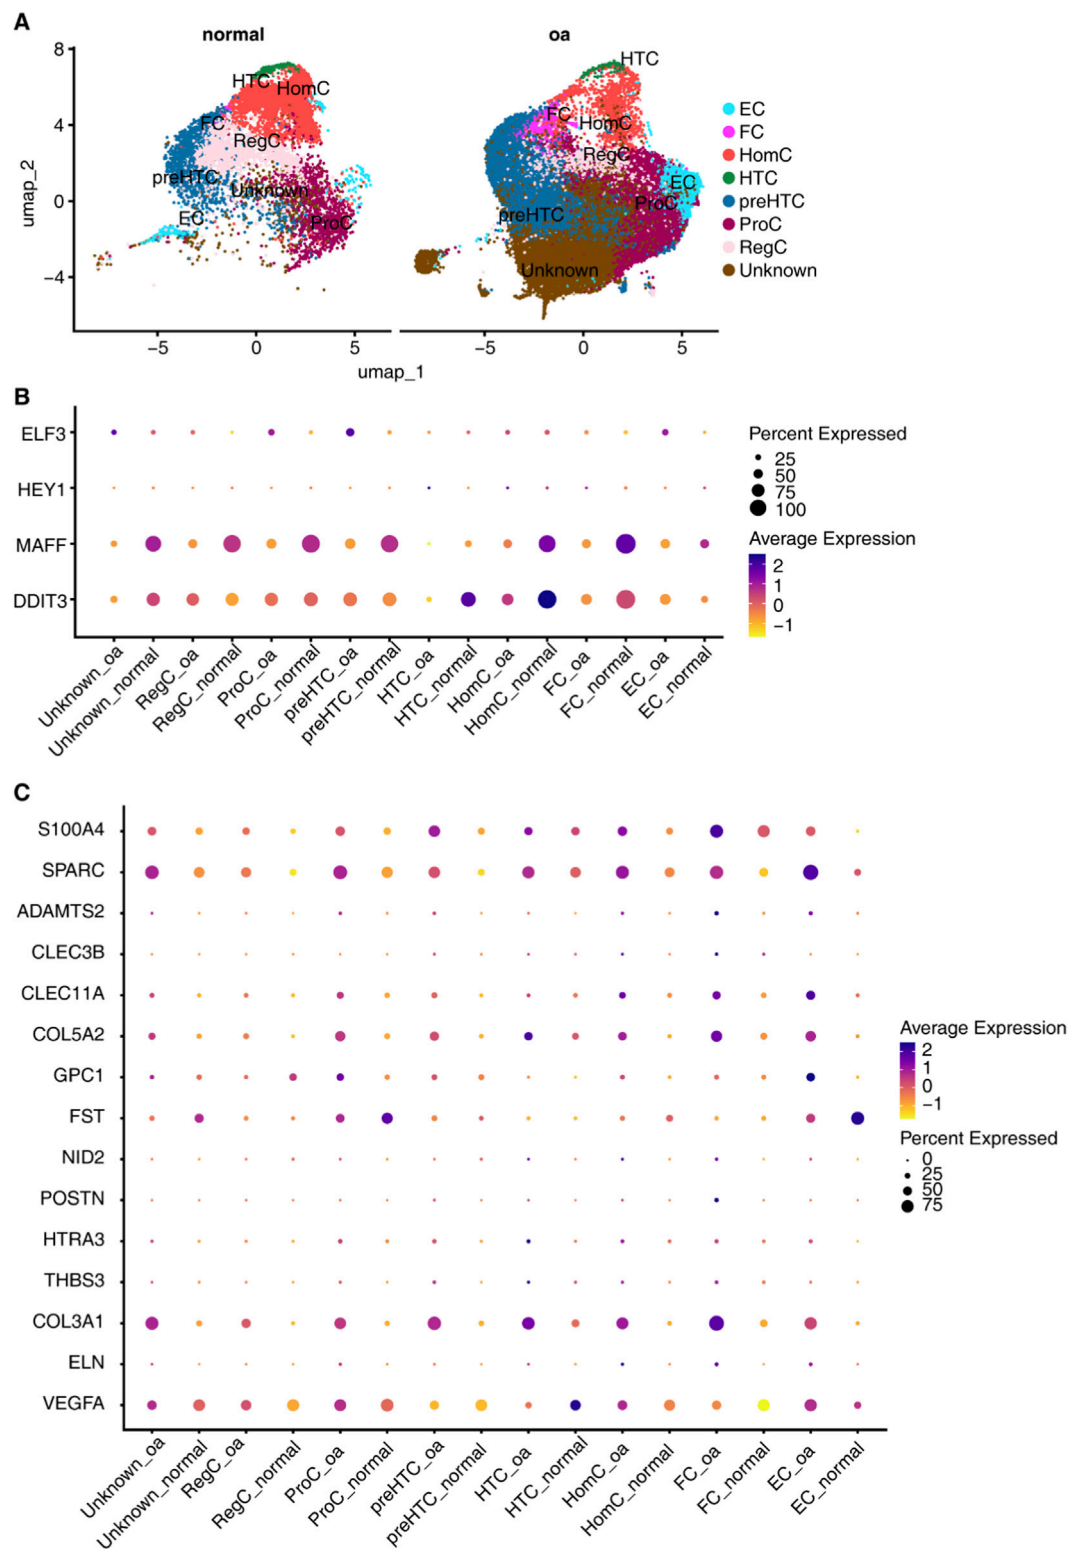 A
normal
oa
8
4
0
−4
umap_2
HTC
HomC
FC
RegC
preHTC
Unknown
EC
ProC
HTC
FC
HomC
RegC
EC
ProC
preHTC
Unknown
−5
0
5
−5
0
5
umap_1
EC
FC
HomC
HTC
preHTC
ProC
RegC
Unknown
B
ELF3
HEY1
MAFF
DDIT3
Unknown_oa
Unknown_normal
RegC_oa
RegC_normal
ProC_oa
ProC_normal
preHTC_oa
preHTC_normal
HTC_oa
HTC_normal
HomC_oa
HomC_normal
FC_oa
FC_normal
EC_oa
EC_normal
Percent Expressed
25
50
75
100
Average Expression
2
1
0
−1
C
S100A4
SPARC
ADAMTS2
CLEC3B
CLEC11A
COL5A2
GPC1
FST
NID2
POSTN
HTRA3
THBS3
COL3A1
ELN
VEGFA
Unknown_oa
Unknown_normal
RegC_oa
RegC_normal
ProC_oa
ProC_normal
preHTC_oa
preHTC_normal
HTC_oa
HTC_normal
HomC_oa
HomC_normal
FC_oa
FC_normal
EC_oa
EC_normal
Average Expression
2
1
0
−1
Percent Expressed
0
25
50
75